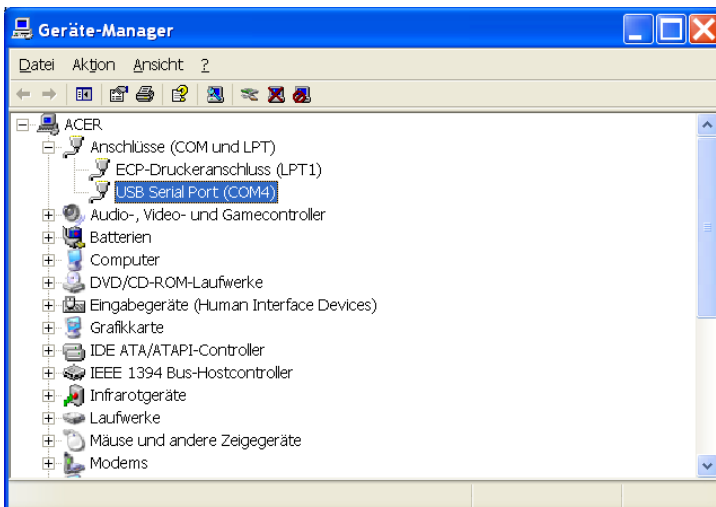 Geräte-Manager
Datei Aktion Ansicht ?
ACER
Anschlüsse (COM und LPT)
ECP-Druckeranschluss (LPT1)
USB Serial Port (COM4)
Audio-, Video- und Gamecontroller
Batterien
Computer
DVD/CD-ROM-Laufwerke
Eingabegeräte (Human Interface Devices)
Grafikkarte
IDE ATA/ATAPI-Controller
IEEE 1394 Bus-Hostcontroller
Infrarotgeräte
Laufwerke
Mäuse und andere Zeigegeräte
Modems